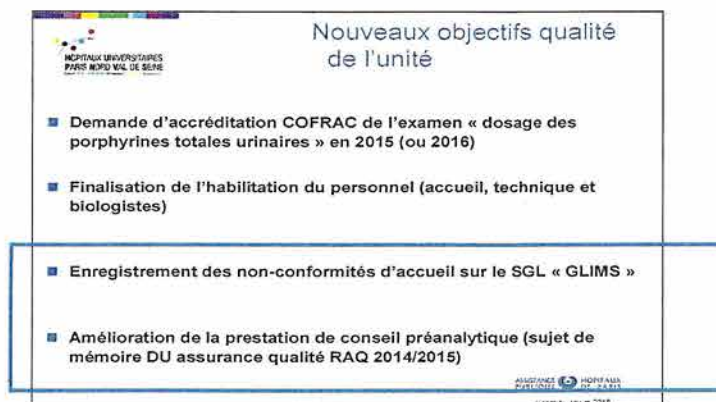 Nouveaux objectifs qualité
de l'unité
HOPITAUX UNIVERSITAIRES
PARIS NORD VAL DE SEINE
Demande d'accréditation COFRAC de l'examen « dosage des
porphyrines totales urinaires » en 2015 (ou 2016)
Finalisation de l'habilitation du personnel (accueil, technique et
biologistes)
Enregistrement des non-conformités d'accueil sur le SGL « GLIMS »
Amélioration de la prestation de conseil préanalytique (sujet de
mémoire DU assurance qualité RAQ 2014/2015)
ASSISTANCE HOPITAUX
PUBLIQUE DE PARIS